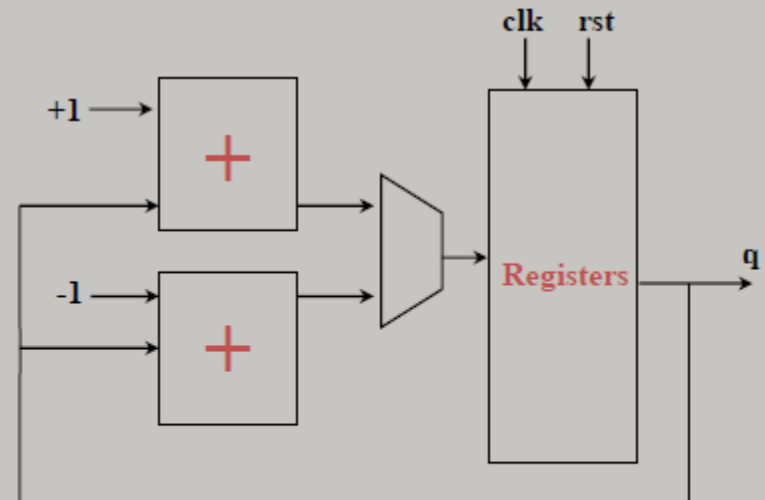 clk rst
+1
+
-1
+
Registers
q